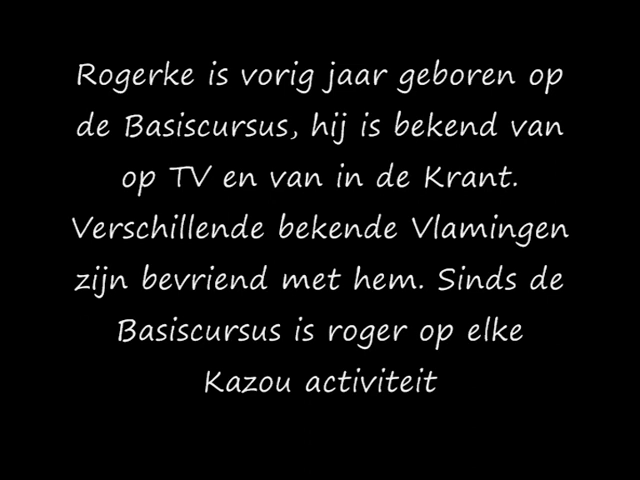 Rogerke is vorig jaar geboren op
de Basiscursus, hij is bekend van
op TV en van in de Krant.
Verschillende bekende Vlamingen
zijn bevriend met hem. Sinds de
Basiscursus is roger op elke
Kazou activiteit